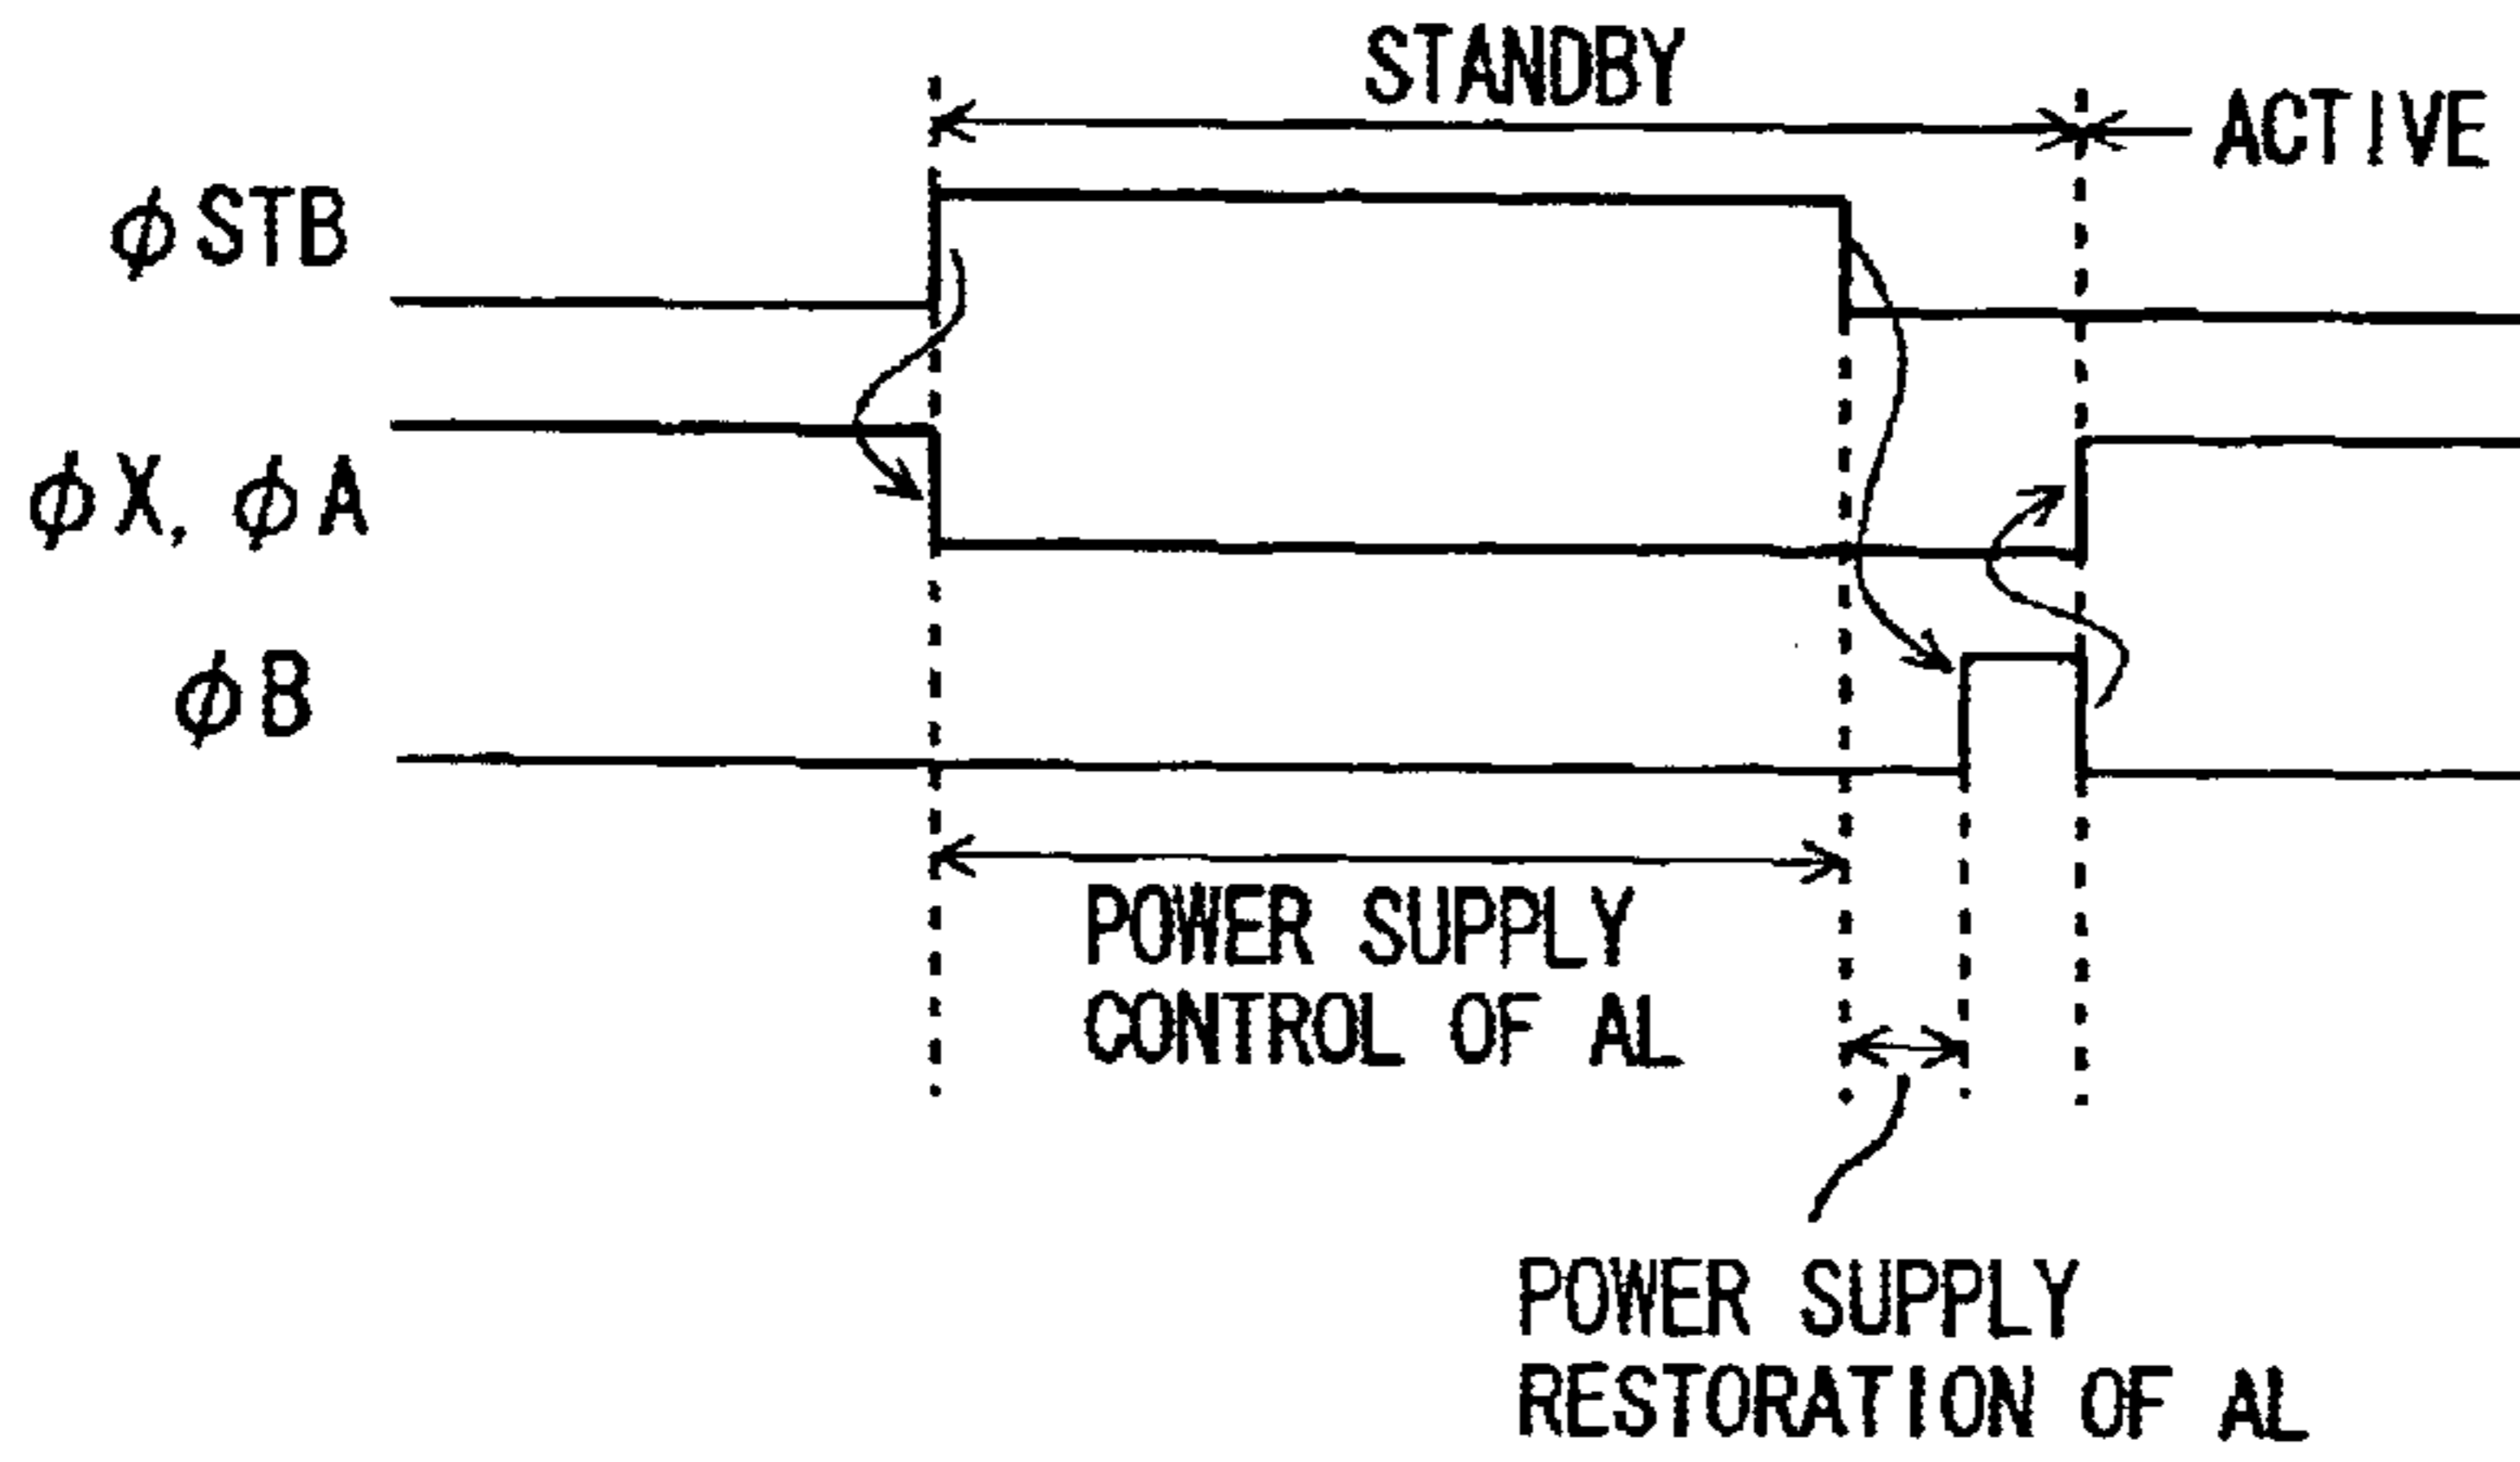 STANDBY
ACTIVE
φSTB
φX, φA
φB
POWER SUPPLY
CONTROL OF AL
POWER SUPPLY
RESTORATION OF AL